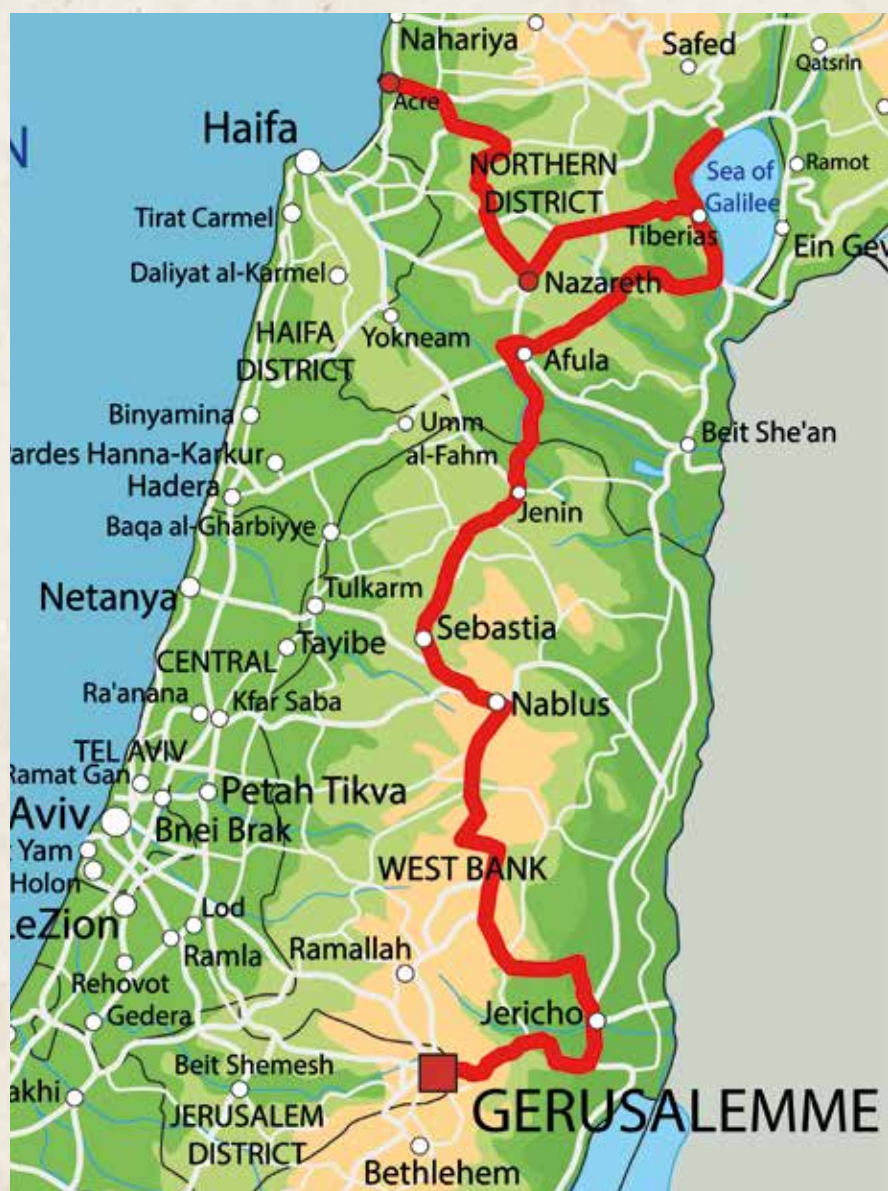 Nahariya
Safed
Qatsrin
Acre
Haifa
N
NORTHERN
DISTRICT
Sea of
Galilee
Ramot
Tirat Carmel
Tiberias
Ein Gev
Daliyat al-Karmel
Nazareth
HAIFA
DISTRICT
Yokneam
Afula
Binyamina
Umm
al-Fahm
Beit She'an
ardes Hanna-Karkur
Hadera
Jenin
Baqa al-Gharbiyye
Netanya
Tulkarm
Sebastia
Tayibe
CENTRAL
Ra'anana
Kfar Saba
Nablus
TEL AVIV
Ramat Gan
Petah Tikva
Aviv
Bnei Brak
t Yam
Holon
WEST BANK
LeZion
Lod
Ramla
Ramallah
Rehovot
Gedera
Jericho
Beit Shemesh
akhi
JERUSALEM
DISTRICT
GERUSALEMME
Bethlehem